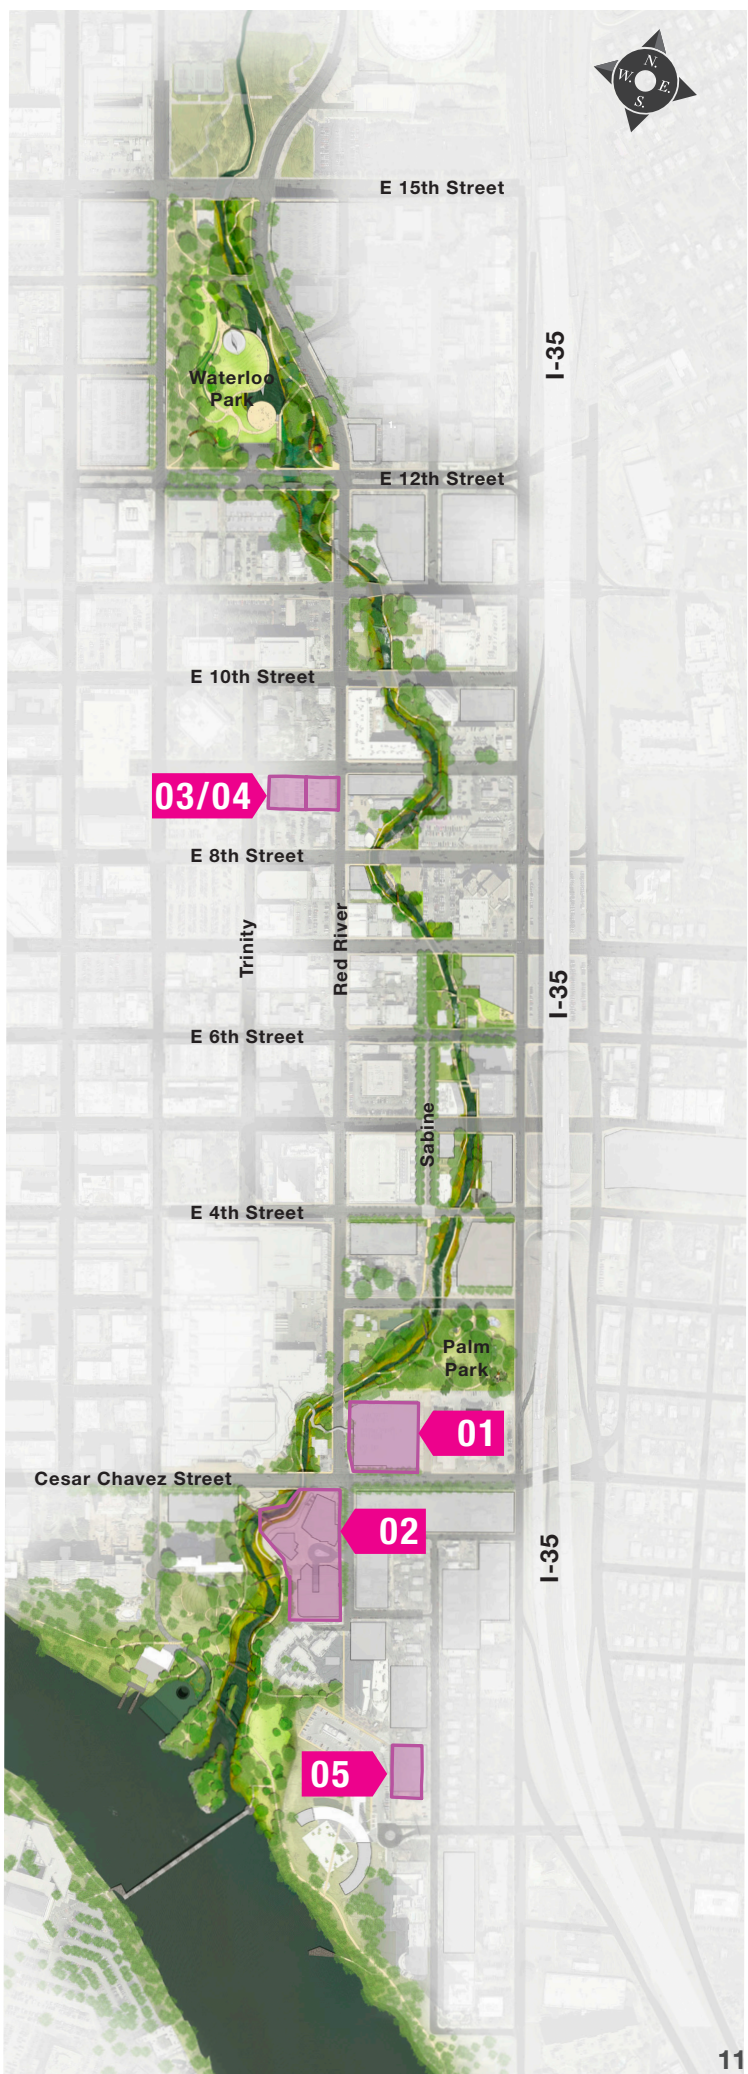 N.
W.
E.
S.
E 15th Street
I-35
Waterloo
Park
E 12th Street
E 10th Street
03/04
E 8th Street
Trinity
Red River
I-35
E 6th Street
Sabine
E 4th Street
Palm
Park
01
Cesar Chavez Street
02
I-35
05
11